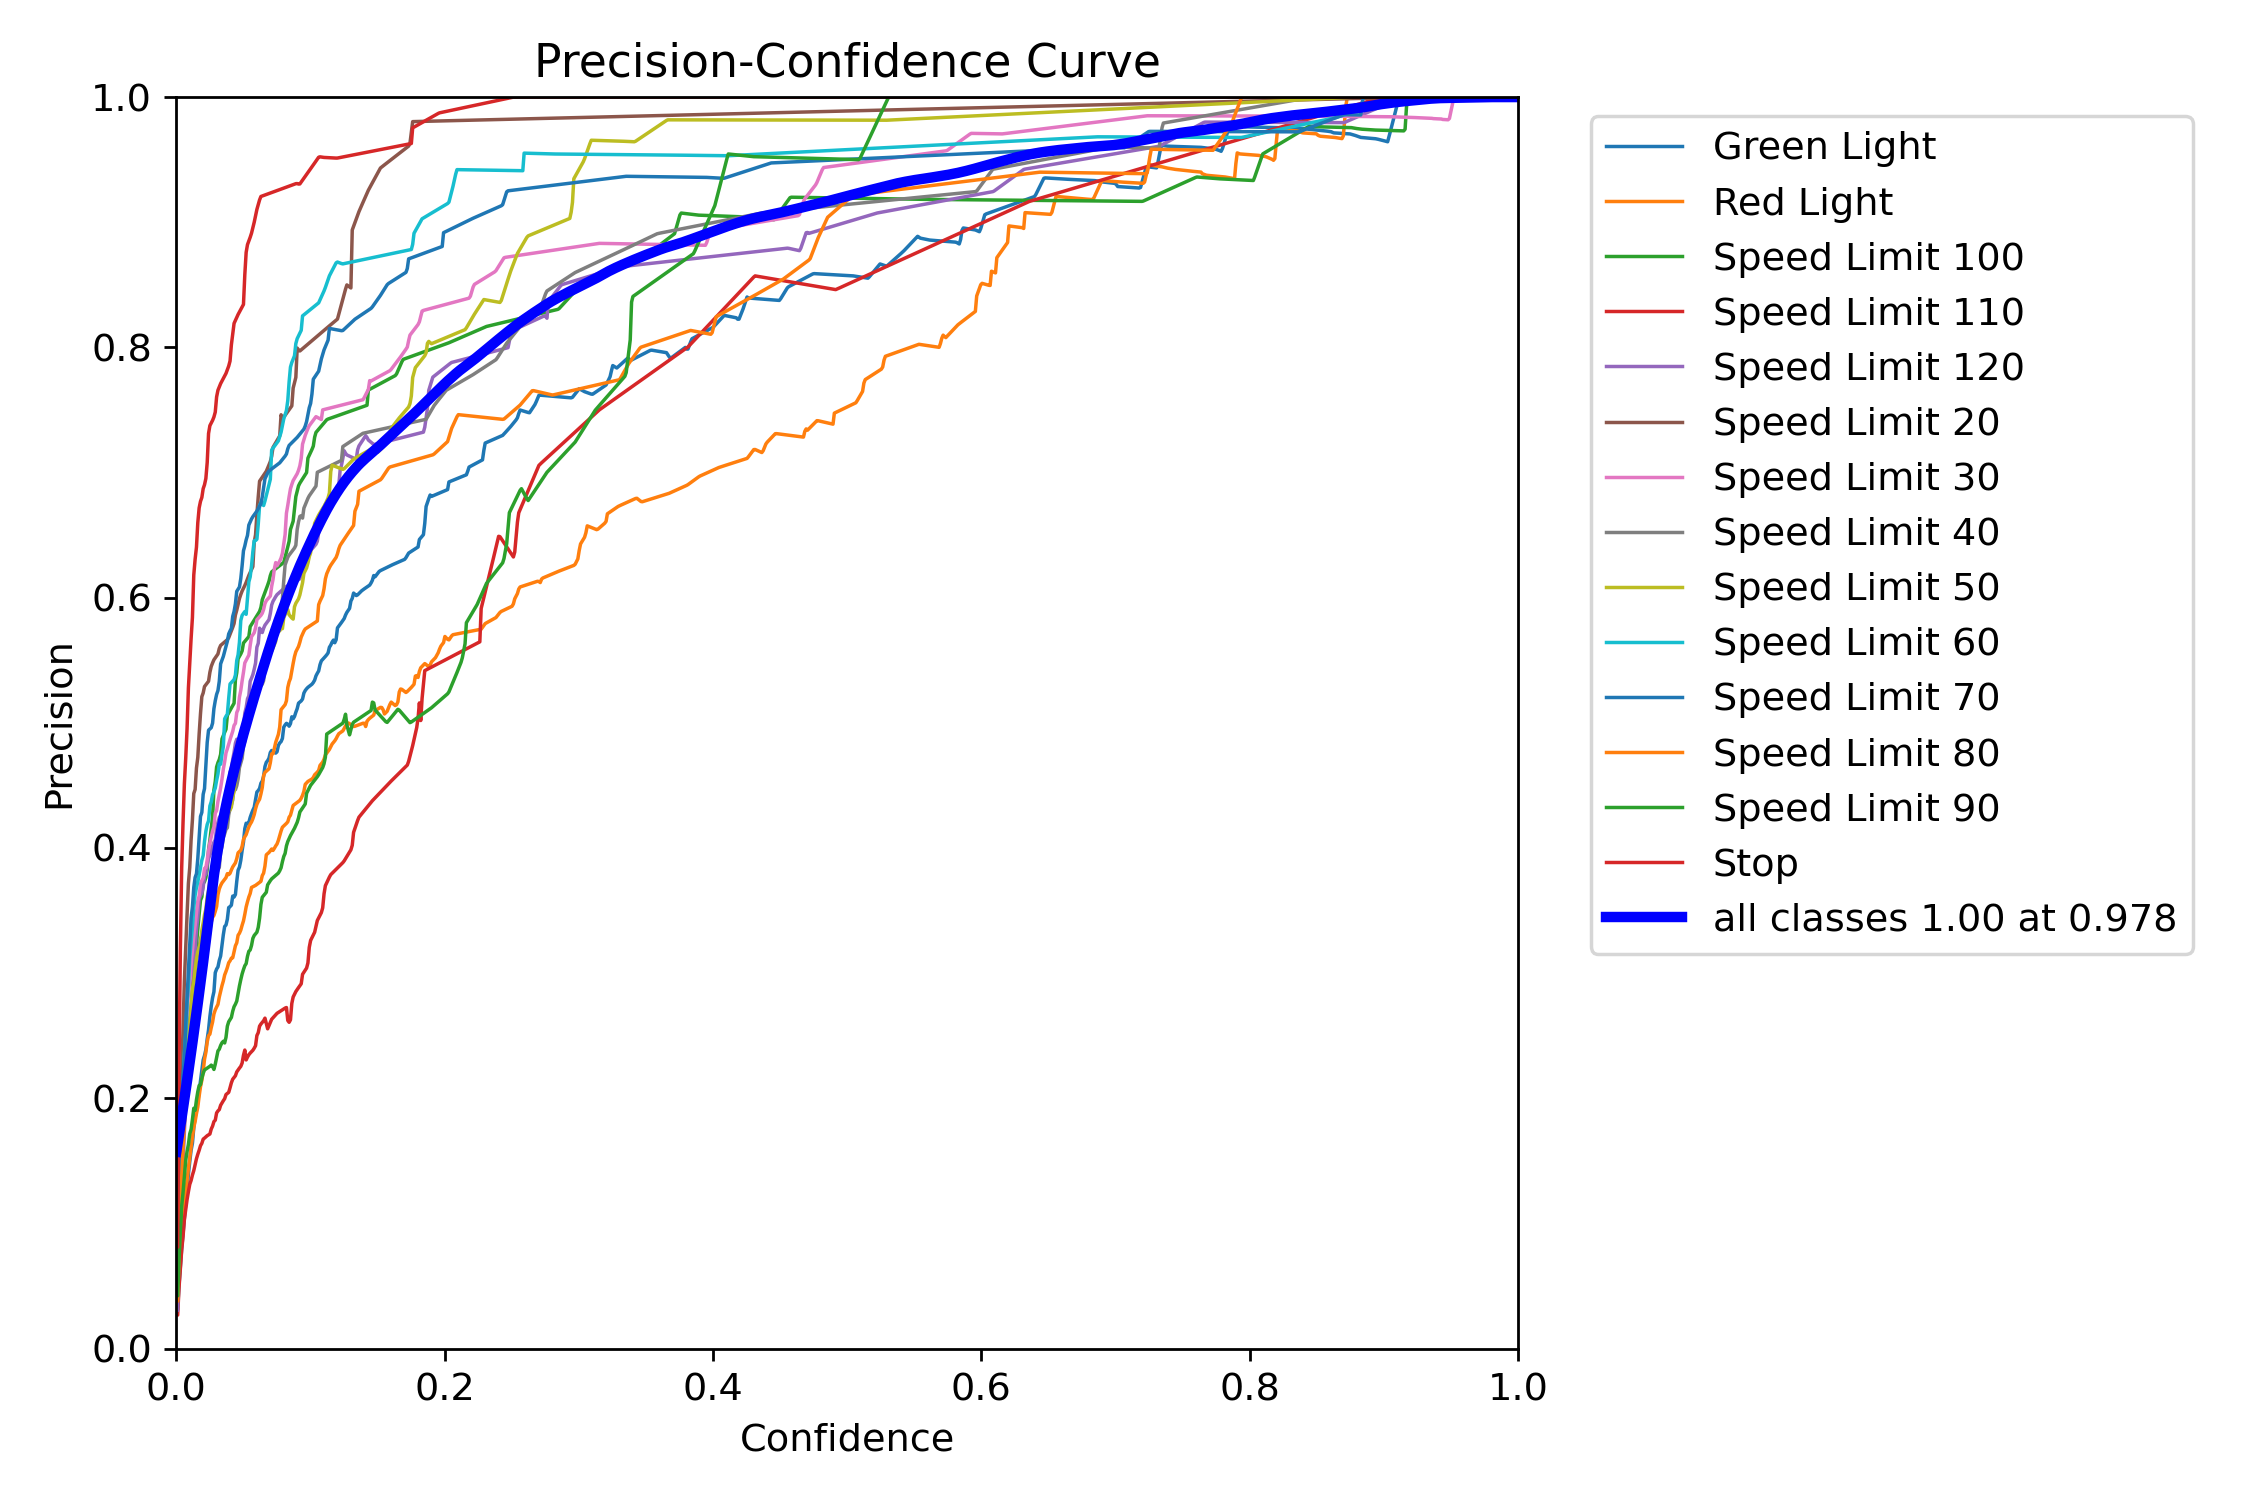 Precision-Confidence Curve
1.0
0.8
0.6
0.4
0.2
0.0
Precision
0.0 0.2 0.4 0.6 0.8 1.0
Confidence
Green Light
Red Light
Speed Limit 100
Speed Limit 110
Speed Limit 120
Speed Limit 20
Speed Limit 30
Speed Limit 40
Speed Limit 50
Speed Limit 60
Speed Limit 70
Speed Limit 80
Speed Limit 90
Stop
all classes 1.00 at 0.978